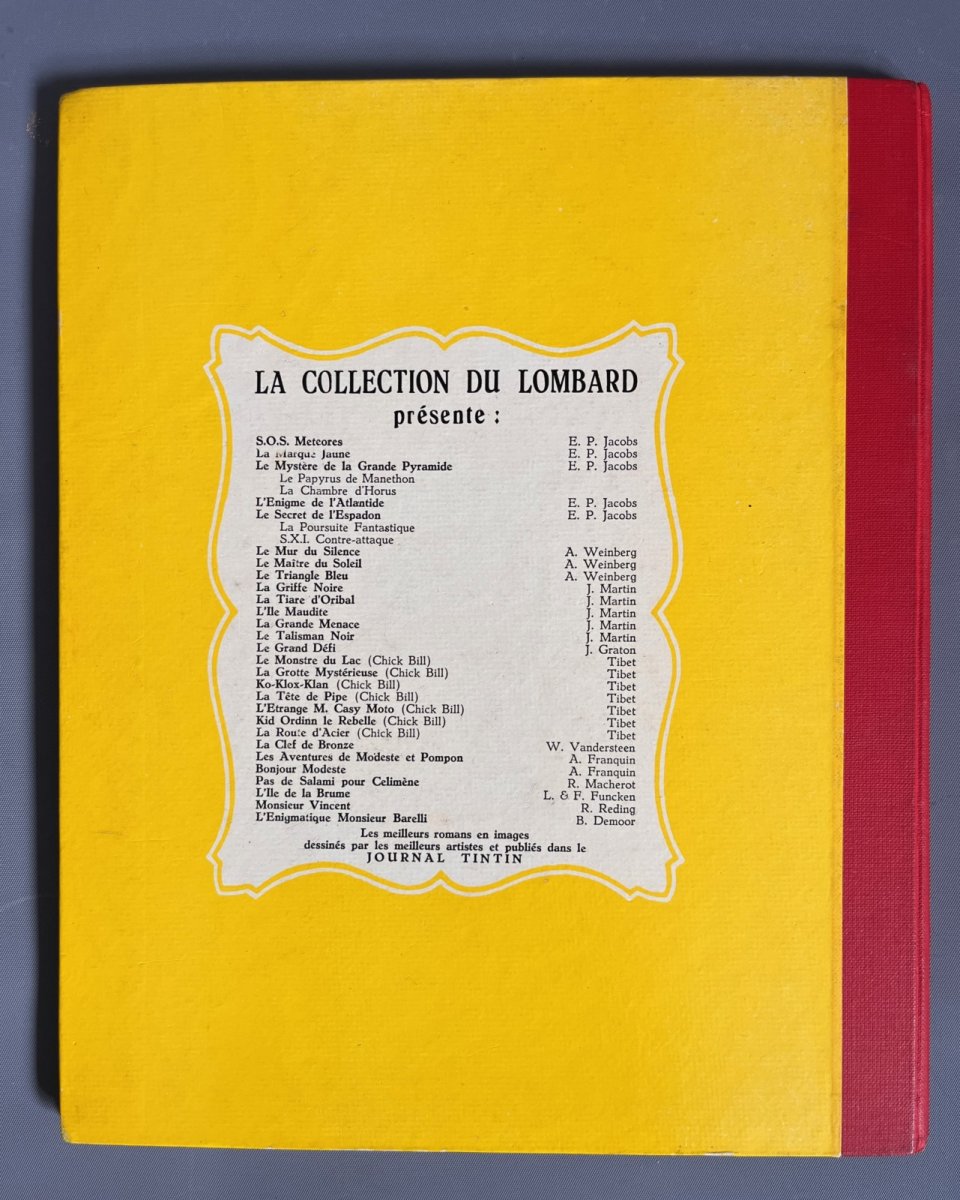 LA COLLECTION DU LOMBARD
présente :
S.O.S. Meteores E. P. Jacobs
La Marque Jaune E. P. Jacobs
Le Mystère de la Grande Pyramide E. P. Jacobs
Le Papyrus de Manethon
La Chambre d'Horus
L'Enigme de l'Atlantide E. P. Jacobs
Le Secret de l'Espadon E. P. Jacobs
La Poursuite Fantastique
S.X.I. Contre-attaque
Le Mur du Silence A. Weinberg
Le Maître du Soleil A. Weinberg
Le Triangle Bleu A. Weinberg
La Griffe Noire J. Martin
La Tiare d'Oribal J. Martin
L'Ile Maudite J. Martin
La Grande Menace J. Martin
Le Talisman Noir J. Martin
Le Grand Défi J. Graton
Le Monstre du Lac (Chick Bill) Tibet
La Grotte Mystérieuse (Chick Bill) Tibet
Ko-Klox-Klan (Chick Bill) Tibet
La Tête de Pipe (Chick Bill) Tibet
L'Etrange M. Casy Moto (Chick Bill) Tibet
Kid Ordinn le Rebelle (Chick Bill) Tibet
La Route d'Acier (Chick Bill) Tibet
La Clef de Bronze W. Vandersteen
Les Aventures de Modeste et Pompon A. Franquin
Bonjour Modeste A. Franquin
Pas de Salami pour Celimène R. Macherot
L'Ile de la Brume L. & F. Funcken
Monsieur Vincent R. Reding
L'Enigmatique Monsieur Barelli B. Demoor
Les meilleurs romans en images
dessinés par les meilleurs artistes et publiés dans le
JOURNAL TINTIN